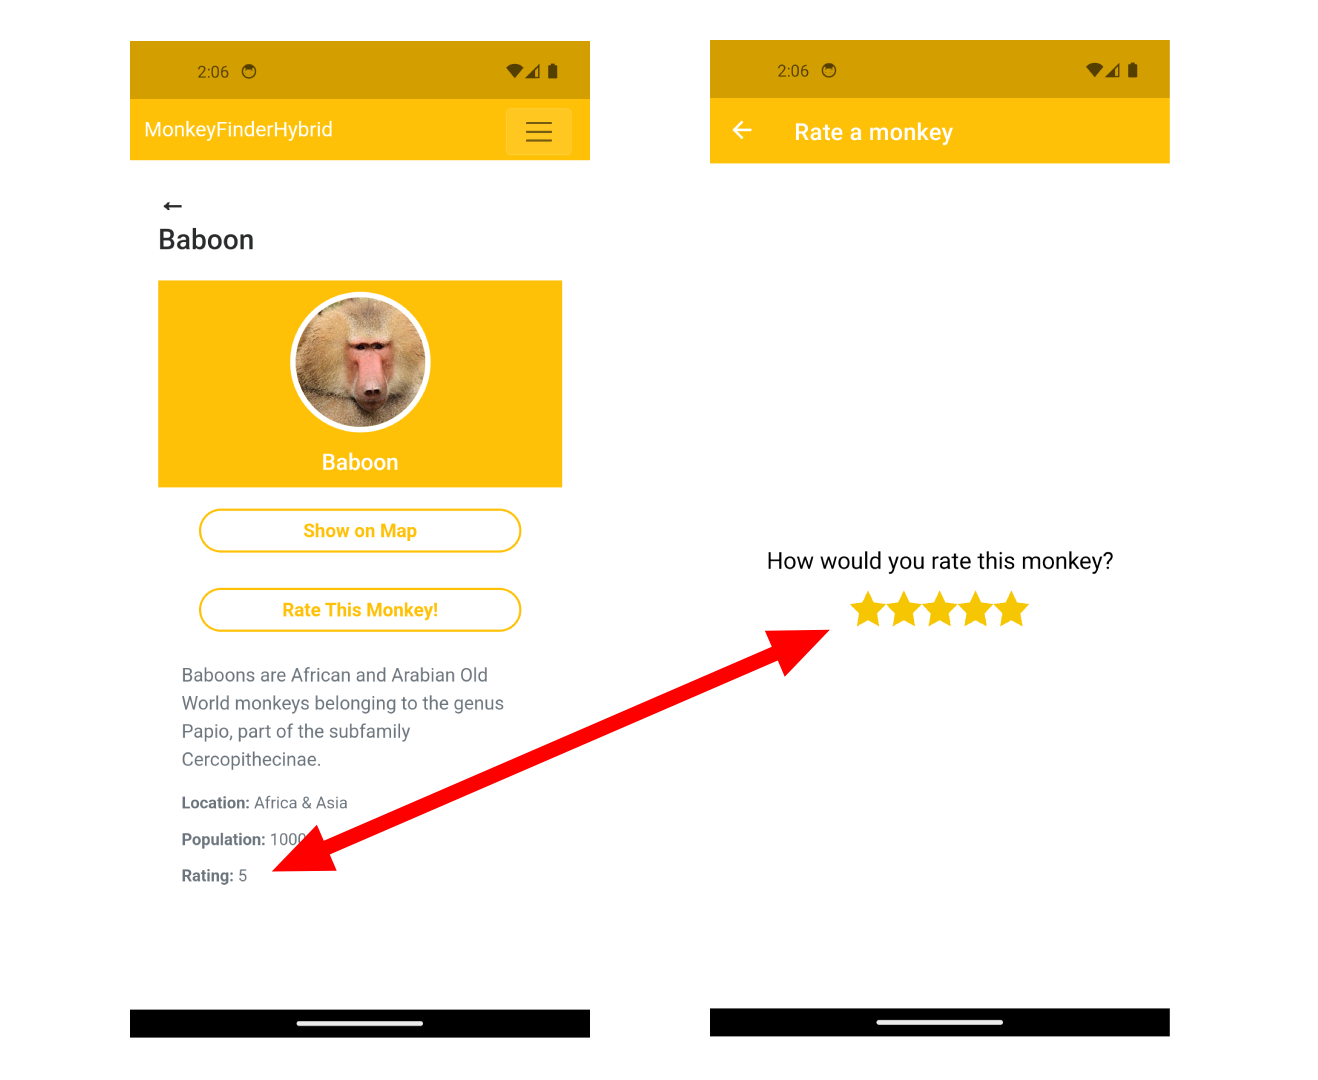 2:06
MonkeyFinderHybrid
←
Baboon
Baboon
Show on Map
Rate This Monkey!
Baboons are African and Arabian Old
World monkeys belonging to the genus
Papio, part of the subfamily
Cercopithecinae.
Location: Africa & Asia
Population: 1000
Rating: 5
2:06
Rate a monkey
How would you rate this monkey?